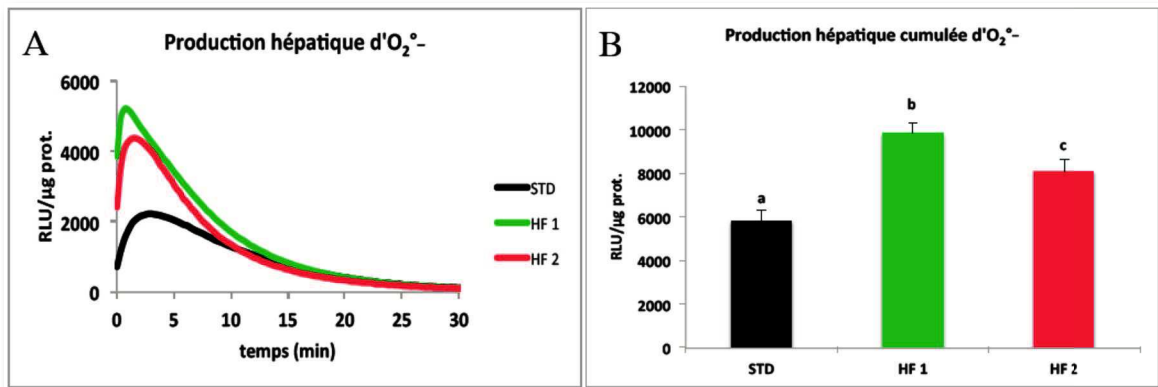 A
Production hépatique d'O₂°-
6000
4000
2000
0
RLU/µg prot.
0 5 10 15 20 25 30
temps (min)
STD
HF 1
HF 2
B
Production hépatique cumulée d'O₂°-
12000
10000
8000
6000
4000
2000
0
RLU/µg prot.
a
b
c
STD HF 1 HF 2